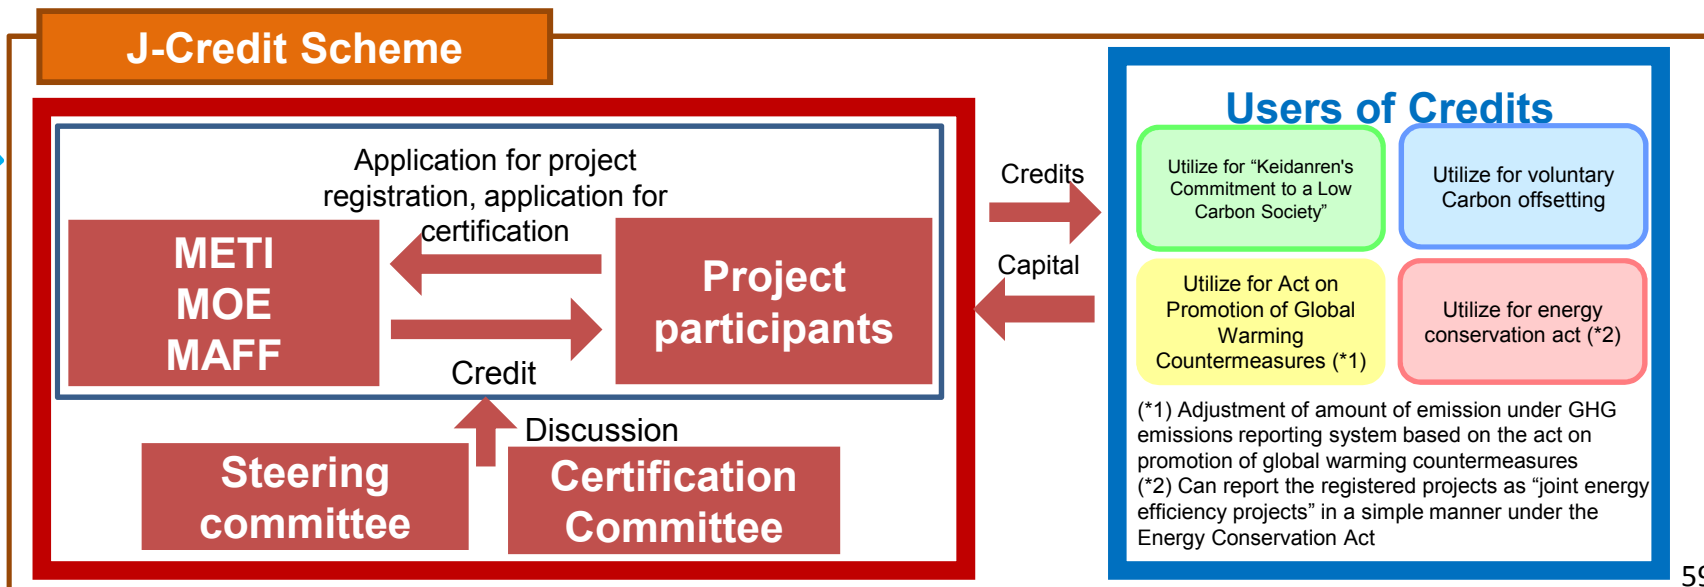 J-Credit Scheme
Application for project
registration, application for
certification
METI
MOE
MAFF
Project
participants
Credit
Discussion
Steering
committee
Certification
Committee
Credits
Capital
Users of Credits
Utilize for “Keidanren's
Commitment to a Low
Carbon Society”
Utilize for voluntary
Carbon offsetting
Utilize for Act on
Promotion of Global
Warming
Countermeasures (*1)
Utilize for energy
conservation act (*2)
(*1) Adjustment of amount of emission under GHG
emissions reporting system based on the act on
promotion of global warming countermeasures
(*2) Can report the registered projects as “joint energy
efficiency projects” in a simple manner under the
Energy Conservation Act
59